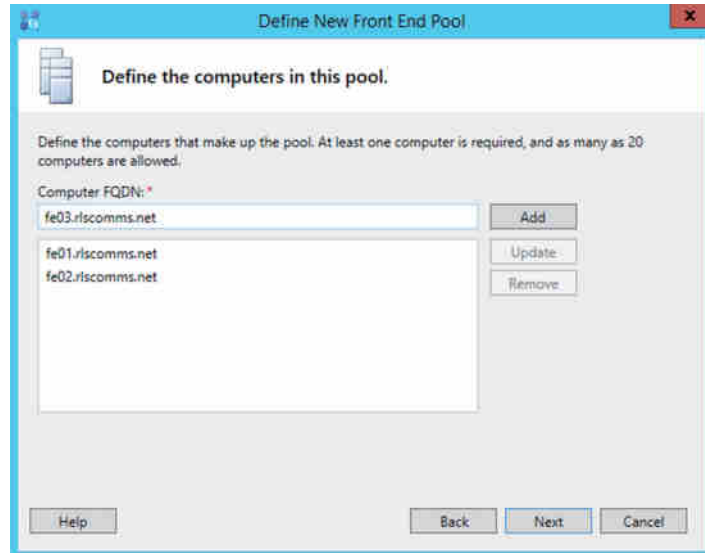 Define New Front End Pool
x
Define the computers in this pool.
Define the computers that make up the pool. At least one computer is required, and as many as 20
computers are allowed.
Computer FQDN: *
fe03.rlscomms.net
Add
fe01.rlscomms.net
Update
fe02.rlscomms.net
Remove
Help
Back
Next
Cancel